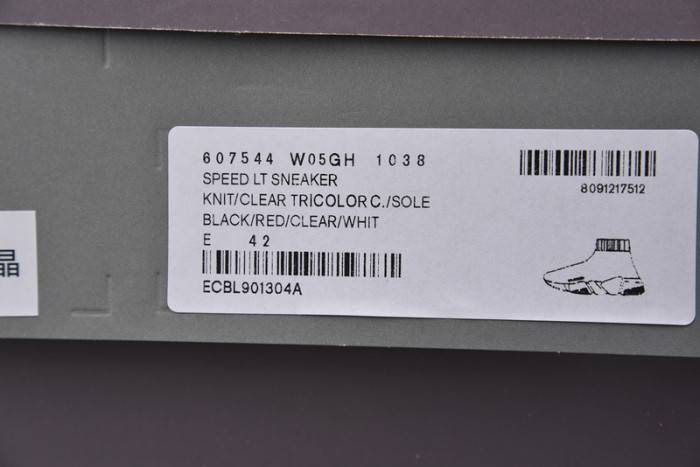 607544 W05GH 1038
SPEED LT SNEAKER
KNIT/CLEAR TRICOLOR C./SOLE
BLACK/RED/CLEAR/WHIT
E 42
ECBL901304A
8091217512
晶